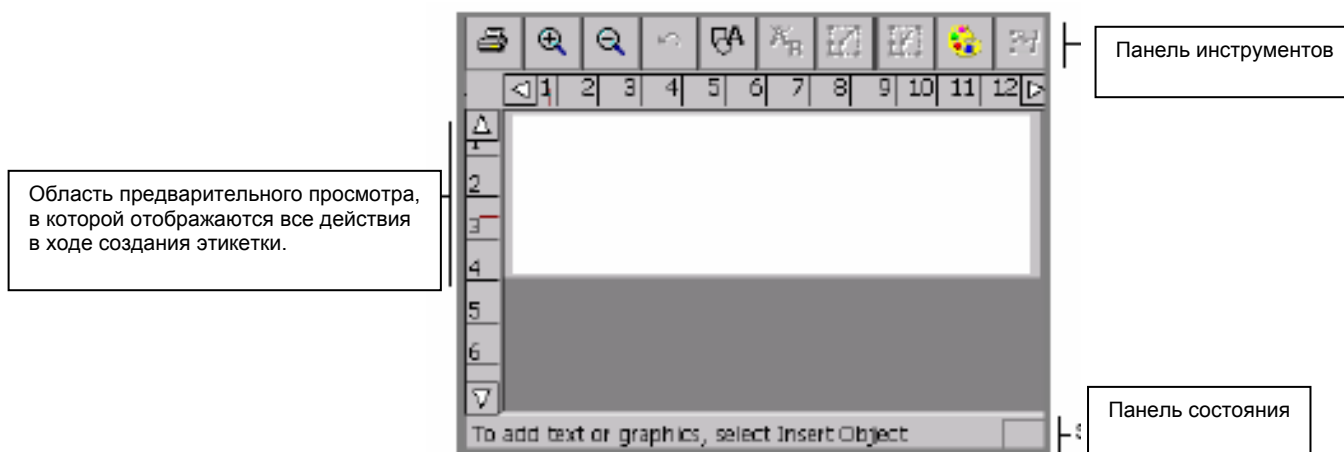 Панель инструментов
1 2 3 4 5 6 7 8 9 10 11 12
Область предварительного просмотра,
в которой отображаются все действия
в ходе создания этикетки.
1
2
3
4
5
6
To add text or graphics, select Insert Object
Панель состояния